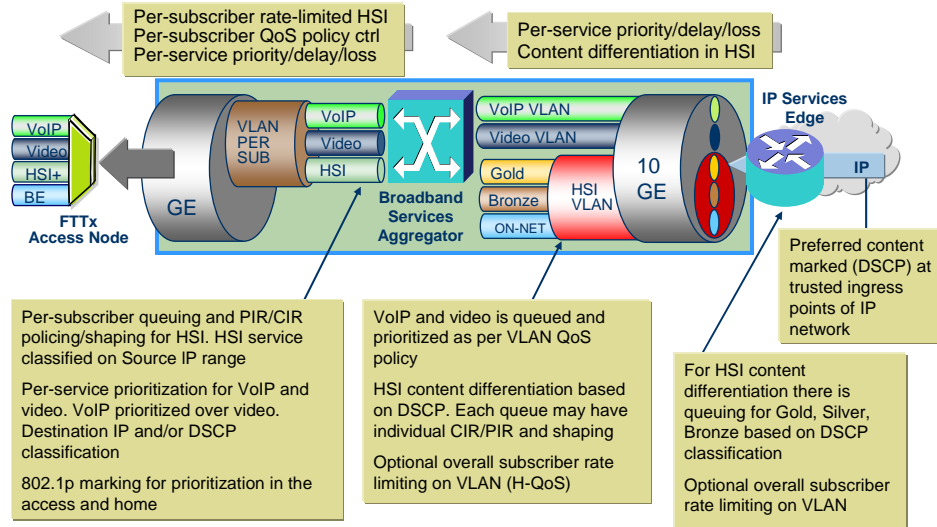 Per-subscriber rate-limited HSI
Per-subscriber QoS policy ctrl
Per-service priority/delay/loss
Per-service priority/delay/loss
Content differentiation in HSI
VoIP
Video
HSI+
BE
FTTx
Access Node
GE
VLAN
PER
SUB
VoIP
Video
HSI
Broadband
Services
Aggregator
VoIP VLAN
Video VLAN
Gold
Bronze
ON-NET
HSI
VLAN
10
GE
IP Services
Edge
IP
Preferred content
marked (DSCP) at
trusted ingress
points of IP
network
Per-subscriber queuing and PIR/CIR
policing/shaping for HSI. HSI service
classified on Source IP range
Per-service prioritization for VoIP and
video. VoIP prioritized over video.
Destination IP and/or DSCP
classification
802.1p marking for prioritization in the
access and home
VoIP and video is queued and
prioritized as per VLAN QoS
policy
HSI content differentiation based
on DSCP. Each queue may have
individual CIR/PIR and shaping
Optional overall subscriber rate
limiting on VLAN (H-QoS)
For HSI content
differentiation there is
queuing for Gold, Silver,
Bronze based on DSCP
classification
Optional overall subscriber
rate limiting on VLAN